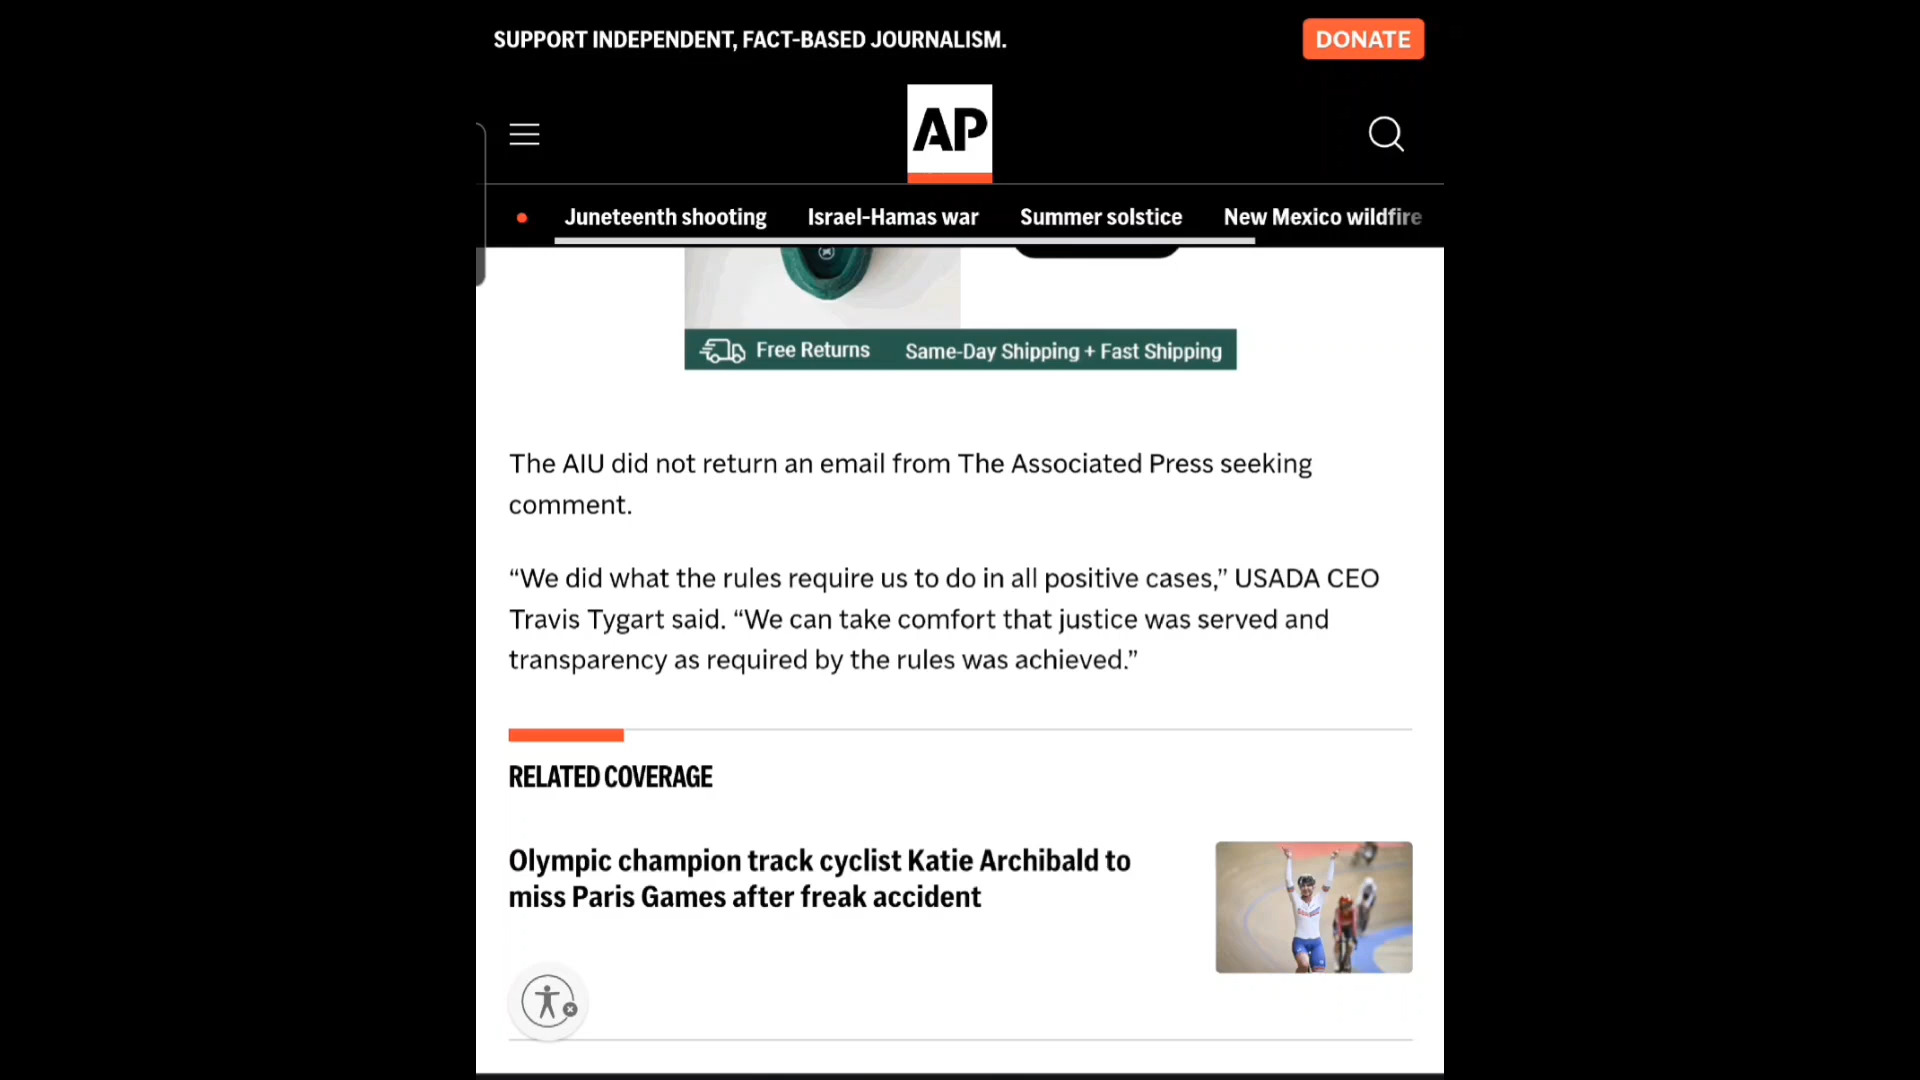 SUPPORT INDEPENDENT, FACT-BASED JOURNALISM.
DONATE
AP
Juneteenth shooting
Israel-Hamas war
Summer solstice
New Mexico wildfire
Free Returns
Same-Day Shipping + Fast Shipping
The AIU did not return an email from The Associated Press seeking
comment.
“We did what the rules require us to do in all positive cases,” USADA CEO
Travis Tygart said. “We can take comfort that justice was served and
transparency as required by the rules was achieved.”
RELATED COVERAGE
Olympic champion track cyclist Katie Archibald to
miss Paris Games after freak accident